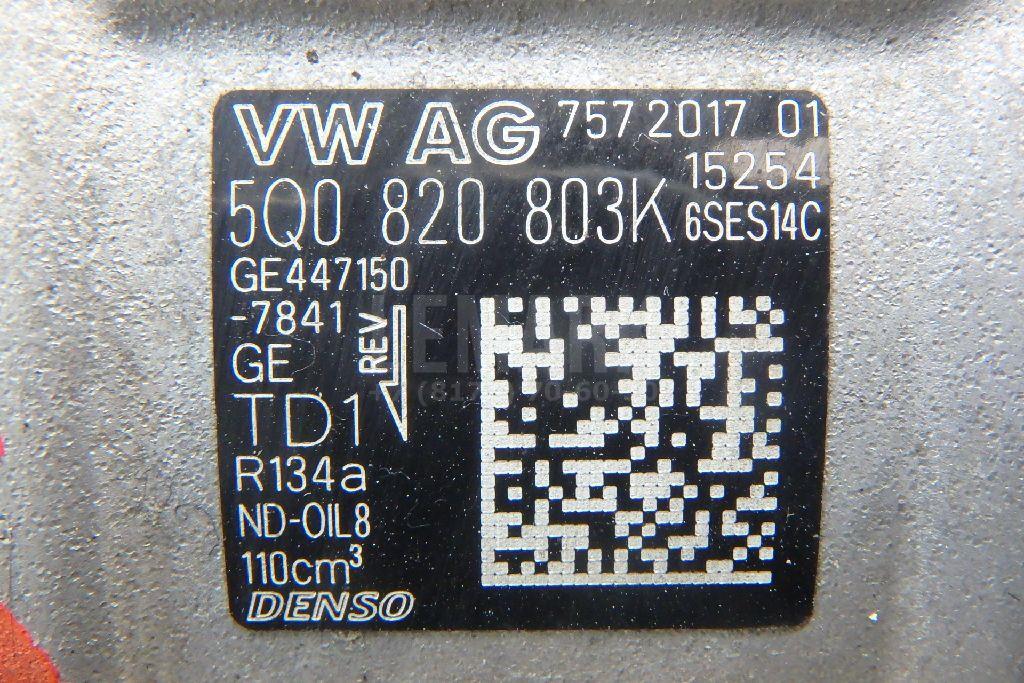 VW AG 757 2017 01
15254
5Q0 820 803K 6SES14C
GE447150
-7841
REV
GE
TD1
R134a
ND-OIL8
110cm³
DENSO